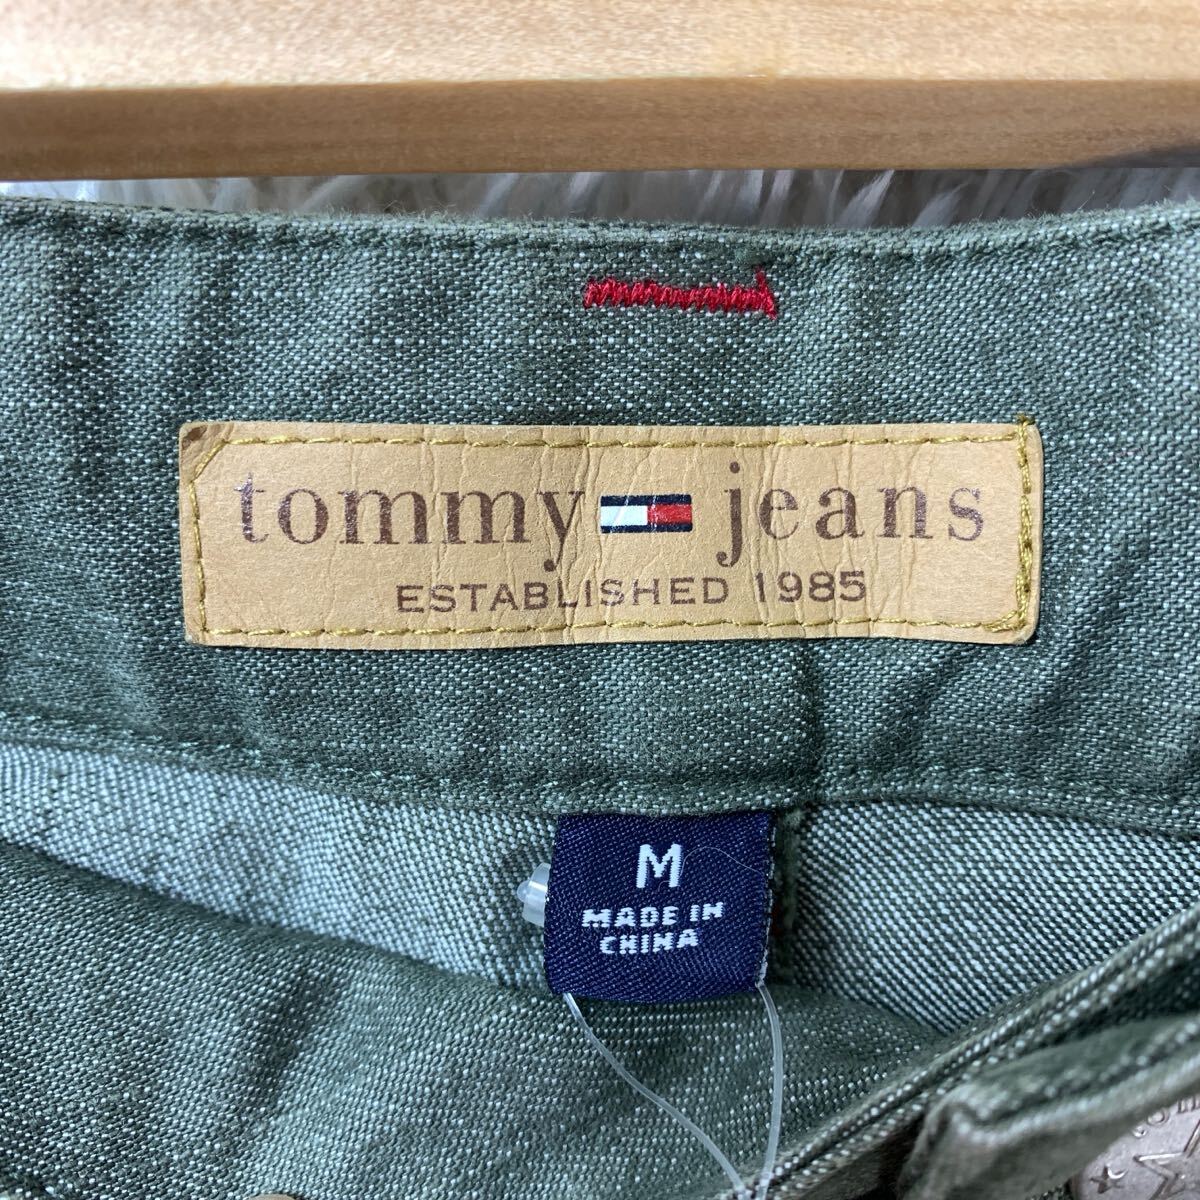 tommy jeans
ESTABLISHED 1985
M
MADE IN
CHINA